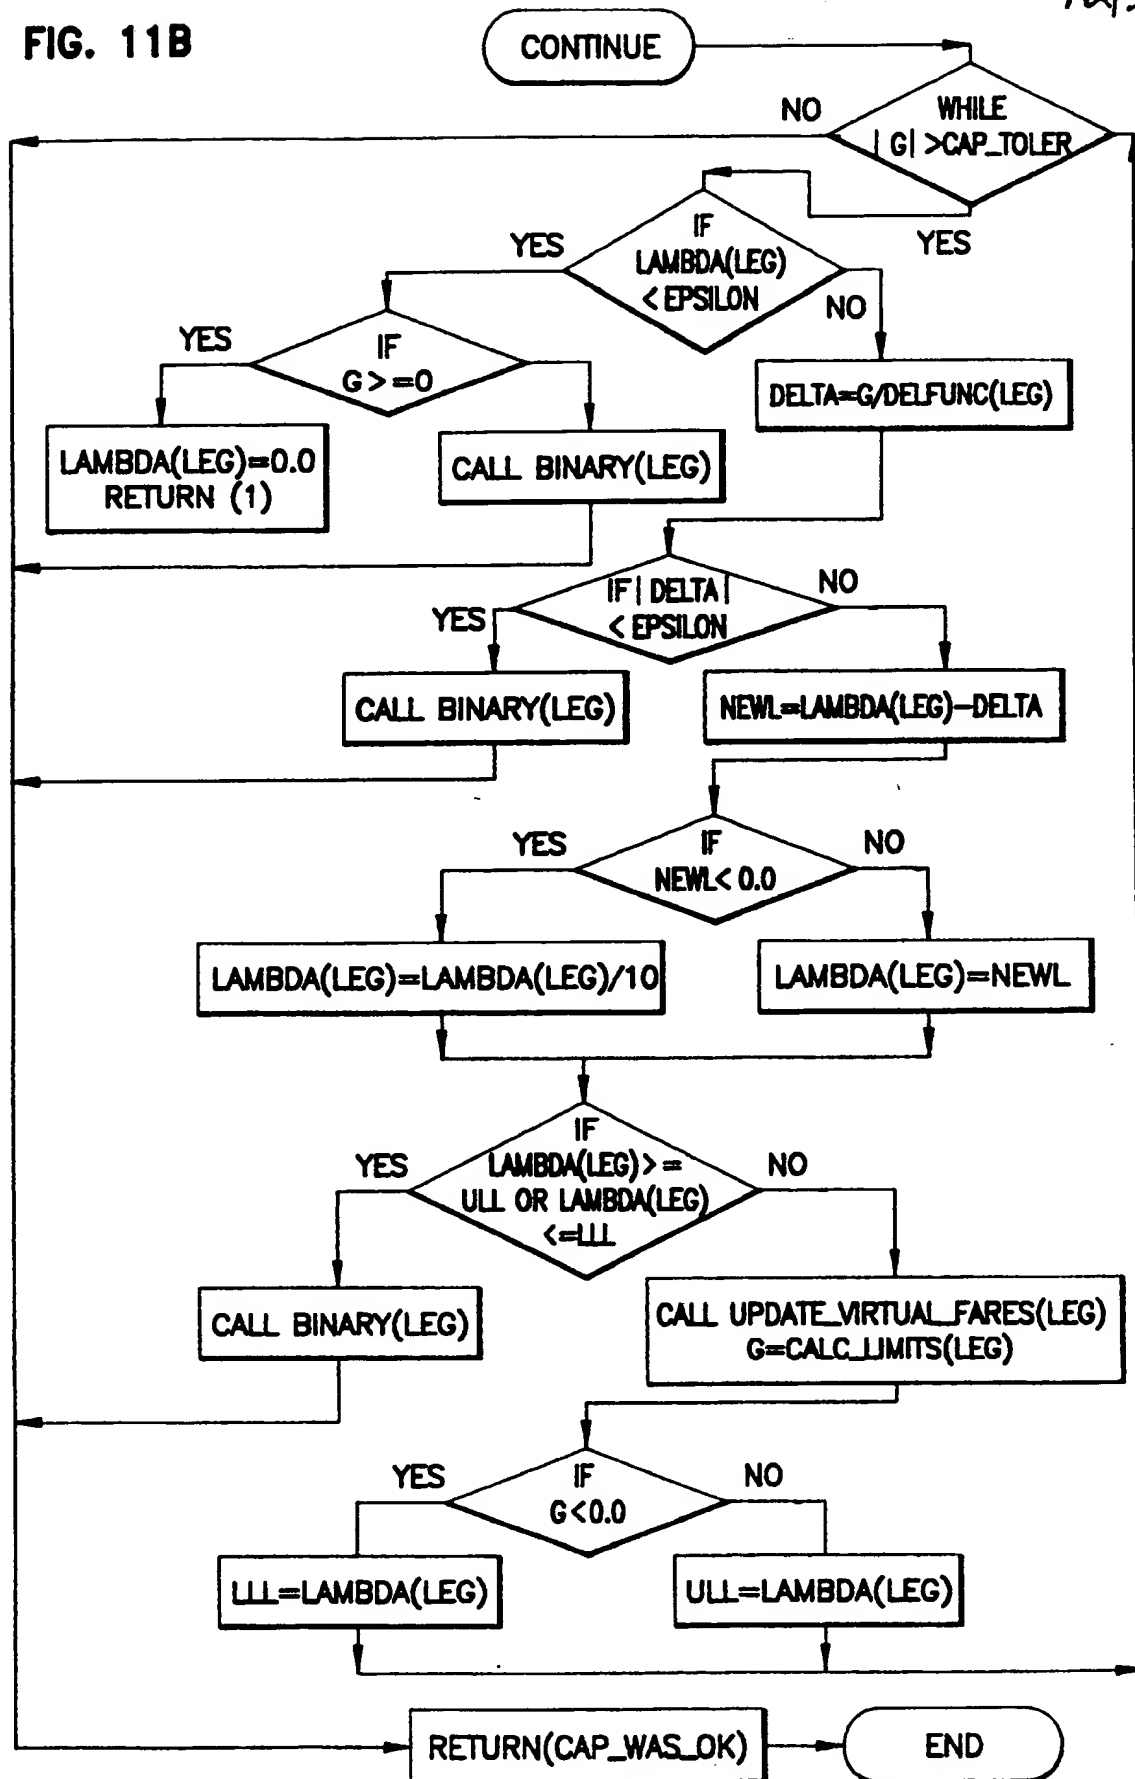 FIG. 11B
CONTINUE
NO
WHILE
|G|>CAP_TOLER
YES
IF
LAMBDA(LEG)
<EPSILON
YES
NO
YES
IF
G>=0
DELTA=G/DELFUNC(LEG)
LAMBDA(LEG)=0.0
RETURN (1)
CALL BINARY(LEG)
IF|DELTA|
<EPSILON
YES
NO
CALL BINARY(LEG)
NEWL=LAMBDA(LEG)-DELTA
YES
IF
NEWL<0.0
NO
LAMBDA(LEG)=LAMBDA(LEG)/10
LAMBDA(LEG)=NEWL
YES
IF
LAMBDA(LEG)>=
ULL OR LAMBDA(LEG)
<=LLL
NO
CALL BINARY(LEG)
CALL UPDATE_VIRTUAL_FARES(LEG)
G=CALC_LIMITS(LEG)
YES
IF
G<0.0
NO
LLL=LAMBDA(LEG)
ULL=LAMBDA(LEG)
RETURN(CAP_WAS_OK)
END